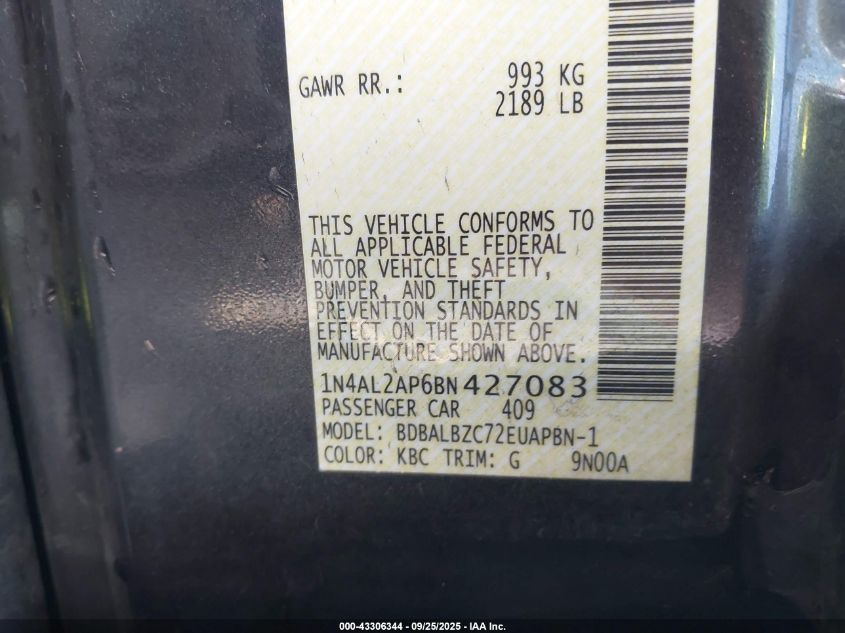 GAWR RR.: 993 KG
2189 LB
THIS VEHICLE CONFORMS TO
ALL APPLICABLE FEDERAL
MOTOR VEHICLE SAFETY,
BUMPER, AND THEFT
PREVENTION STANDARDS IN
EFFECT ON THE DATE OF
MANUFACTURE SHOWN ABOVE.
1N4AL2AP6BN427083
PASSENGER CAR 409
MODEL: BDBALBZC72EUAPBN-1
COLOR: KBC TRIM: G 9N00A
000-43306344 - 09/25/2025 - IAA Inc.